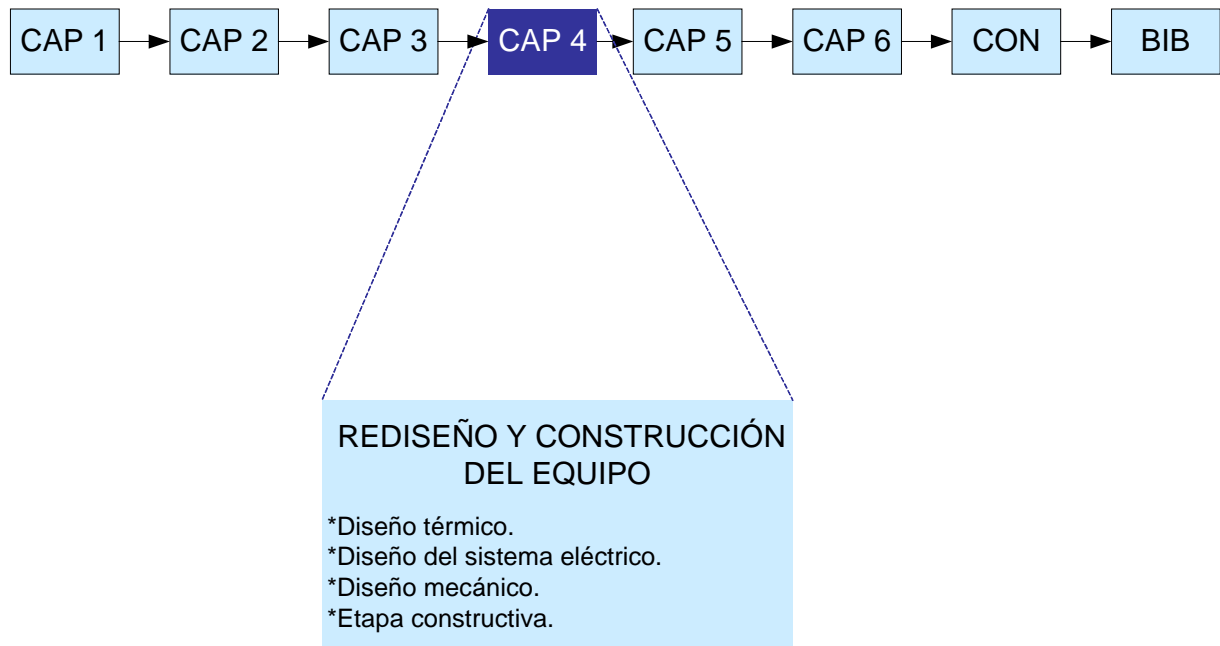 CAP 1
CAP 2
CAP 3
CAP 4
CAP 5
CAP 6
CON
BIB
REDISEÑO Y CONSTRUCCIÓN
DEL EQUIPO
*Diseño térmico.
*Diseño del sistema eléctrico.
*Diseño mecánico.
*Etapa constructiva.